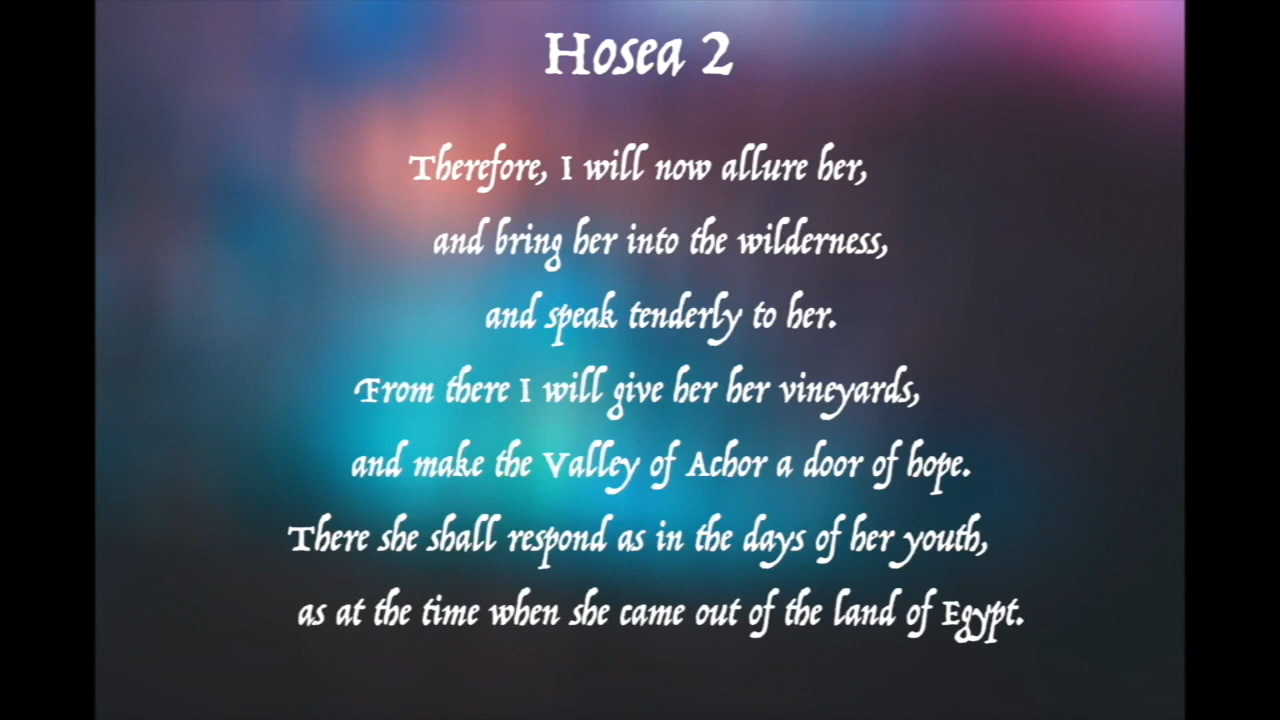 Hosea 2
Therefore, I will now allure her,
and bring her into the wilderness,
and speak tenderly to her.
From there I will give her her vineyards,
and make the Valley of Achor a door of hope.
There she shall respond as in the days of her youth,
as at the time when she came out of the land of Egypt.